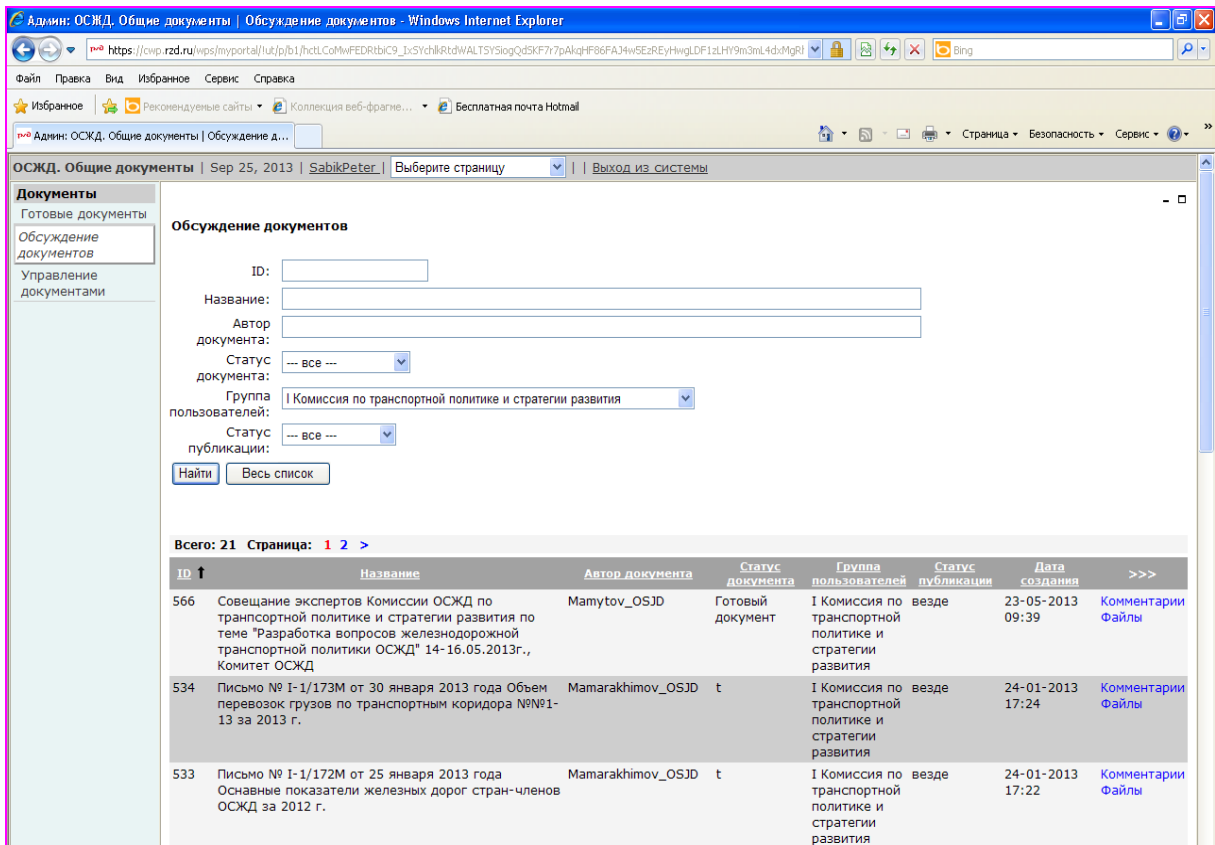 Админ: ОСЖД. Общие документы | Обсуждение документов - Windows Internet Explorer
Bing
Файл Правка Вид Избранное Сервис Справка
Избранное Рекомендуемые сайты Коллекция веб-фрагме... Бесплатная почта Hotmail
Админ: ОСЖД. Общие документы | Обсуждение д... Страница Безопасность Сервис »
ОСЖД. Общие документы | Sep 25, 2013 | SabikPeter | Выберите страницу | | Выход из системы
Документы
Готовые документы
Обсуждение
документов
Управление
документами
Обсуждение документов
ID:
Название:
Автор
документа:
Статус
документа:
--- все ---
Группа
пользователей:
I Комиссия по транспортной политике и стратегии развития
Статус
публикации:
--- все ---
Найти Весь список
Всего: 21 Страница: 1 2 >
ID ↑ Название Автор документа Статус документа Группа пользователей Статус публикации Дата создания >>>
566 Совещание экспертов Комиссии ОСЖД по Mamytov_OSJD Готовый I Комиссия по везде 23-05-2013 Комментарии
транпсортной политике и стратегии развития по документ транспортной 09:39 Файлы
теме "Разработка вопросов железнодорожной политике и
транспортной политики ОСЖД" 14-16.05.2013г., стратегии
Комитет ОСЖД развития
534 Письмо № I-1/173М от 30 января 2013 года Объем Mamarakhimov_OSJD t I Комиссия по везде 24-01-2013 Комментарии
перевозок грузов по транспортным коридора №№1- транспортной 17:24 Файлы
13 за 2013 г. политике и
стратегии
развития
533 Письмо № I-1/172М от 25 января 2013 года Mamarakhimov_OSJD t I Комиссия по везде 24-01-2013 Комментарии
Оснавные показатели железных дорог стран-членов транспортной 17:22 Файлы
ОСЖД за 2012 г. политике и
стратегии
развития